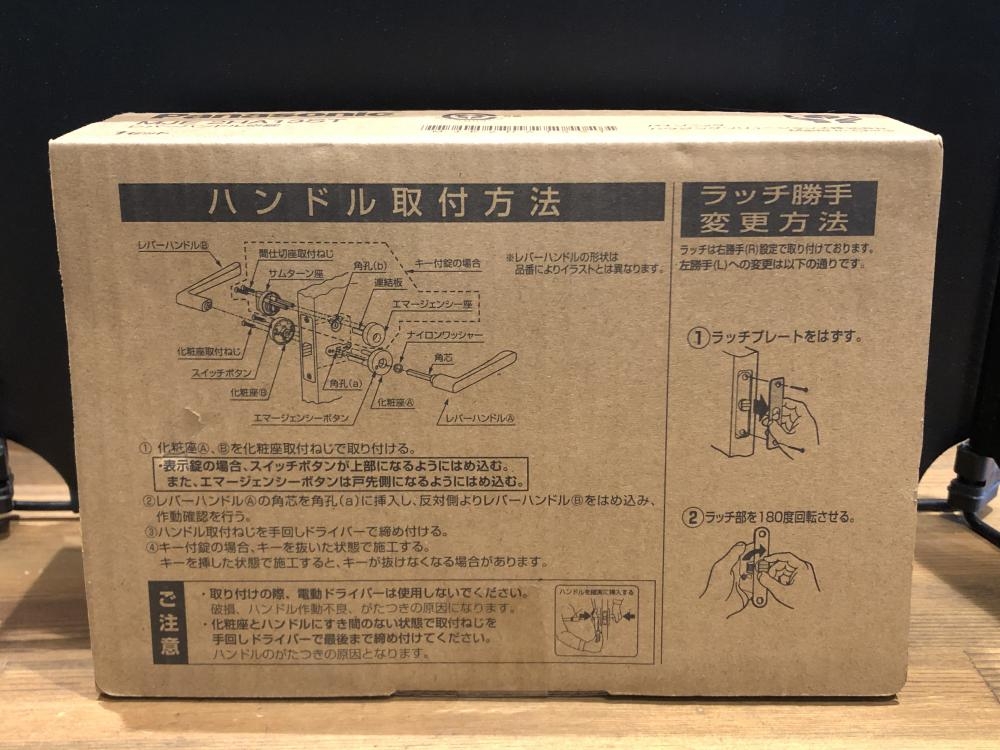 Panasonic
1セット
ハンドル取付方法
レバーハンドルⒷ
間仕切座取付ねじ
サムターン座
角孔(b)
連結板
キー付錠の場合
エマージェンシー座
ナイロンワッシャー
角芯
化粧座取付ねじ
スイッチボタン
化粧座Ⓑ
角孔(a)
エマージェンシーボタン
化粧座Ⓐ
レバーハンドルⒶ
※レバーハンドルの形状は
品番によりイラストとは異なります。
① 化粧座Ⓐ、Ⓑを化粧座取付ねじで取り付ける。
・表示錠の場合、スイッチボタンが上部になるようにはめ込む。
また、エマージェンシーボタンは戸先側になるようにはめ込む。
②レバーハンドルⒶの角芯を角孔(a)に挿入し、反対側よりレバーハンドルⒷをはめ込み、
作動確認を行う。
③ハンドル取付ねじを手回しドライバーで締め付ける。
④キー付錠の場合、キーを抜いた状態で施工する。
キーを挿した状態で施工すると、キーが抜けなくなる場合があります。
ご注意
・取り付けの際、電動ドライバーは使用しないでください。
破損、ハンドル作動不良、がたつきの原因になります。
・化粧座とハンドルにすき間のない状態で取付ねじを
手回しドライバーで最後まで締め付けてください。
ハンドルのがたつきの原因となります。
ハンドルを確実に挿入する
ラッチ勝手
変更方法
ラッチは右勝手(R)設定で取り付けております。
左勝手(L)への変更は以下の通りです。
①ラッチプレートをはずす。
②ラッチ部を180度回転させる。